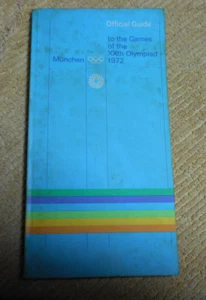 Official Guide
to the Games
of the
XXth Olympiad
München 1972